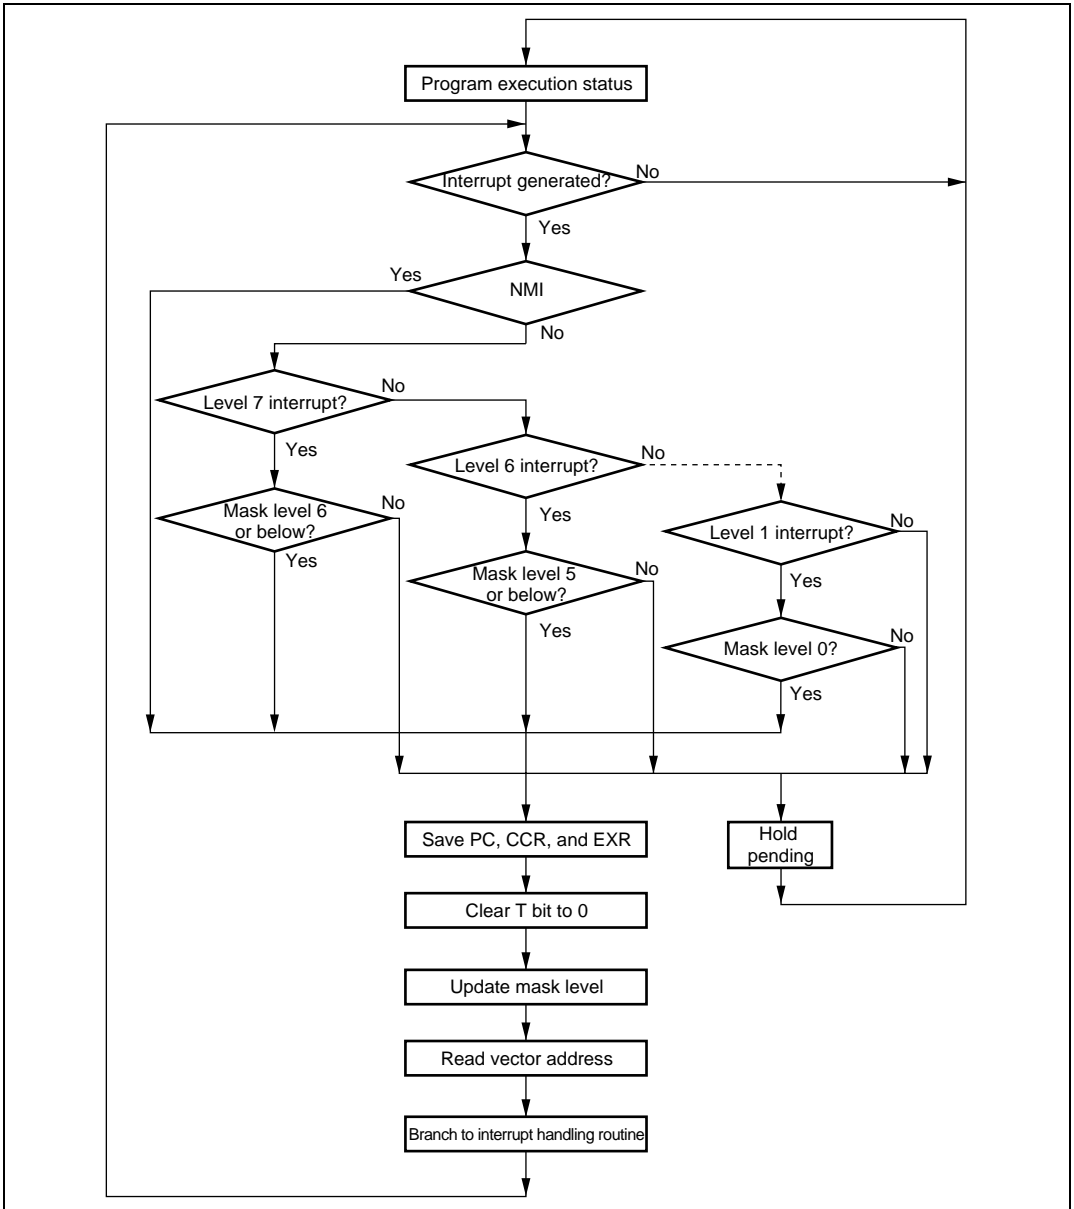 Program execution status
Interrupt generated?
No
Yes
Yes
NMI
No
Level 7 interrupt?
No
Yes
Level 6 interrupt?
No
Mask level 6
or below?
No
Yes
Yes
Level 1 interrupt?
No
Mask level 5
or below?
No
Yes
Yes
Mask level 0?
No
Yes
Save PC, CCR, and EXR
Hold
pending
Clear T bit to 0
Update mask level
Read vector address
Branch to interrupt handling routine